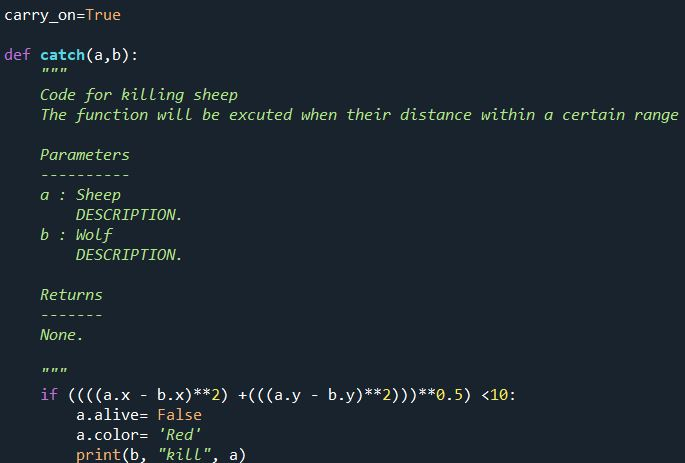 carry_on=True
def catch(a,b):
"""
Code for killing sheep
The function will be excuted when their distance within a certain range
Parameters
----------
a : Sheep
DESCRIPTION.
b : Wolf
DESCRIPTION.
Returns
-------
None.
"""
if ((((a.x - b.x)**2) +(((a.y - b.y)**2)))**0.5) <10:
a.alive= False
a.color= 'Red'
print(b, "kill", a)